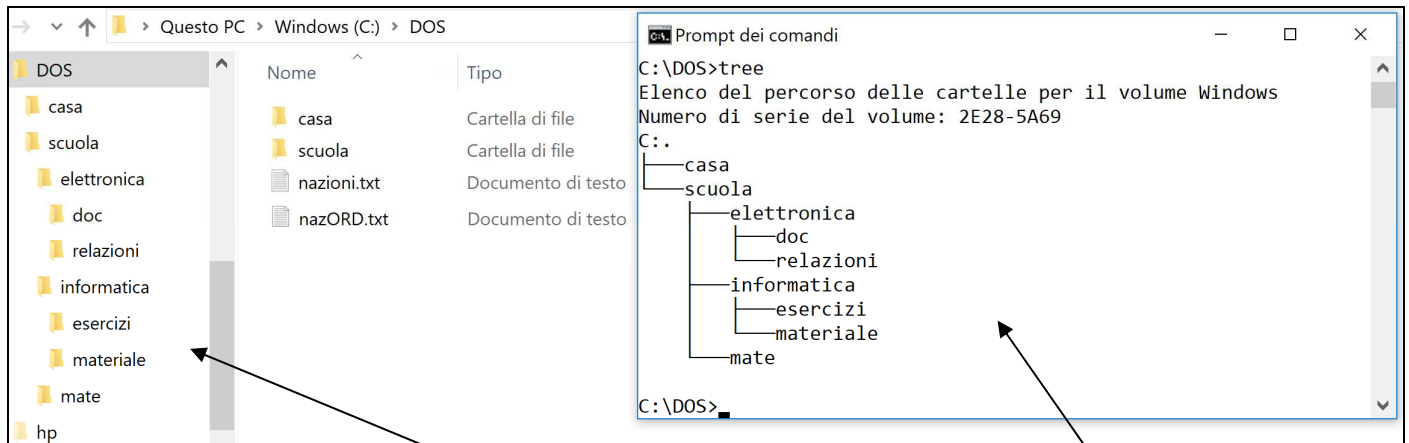 Questo PC > Windows (C:) > DOS
DOS
casa
scuola
elettronica
doc
relazioni
informatica
esercizi
materiale
mate
hp
Nome Tipo
casa Cartella di file
scuola Cartella di file
nazioni.txt Documento di testo
nazORD.txt Documento di testo
Prompt dei comandi
C:\DOS>tree
Elenco del percorso delle cartelle per il volume Windows
Numero di serie del volume: 2E28-5A69
C:.
├───casa
└───scuola
    ├───elettronica
    │   ├───doc
    │   └───relazioni
    ├───informatica
    │   ├───esercizi
    │   └───materiale
    └───mate
C:\DOS>_